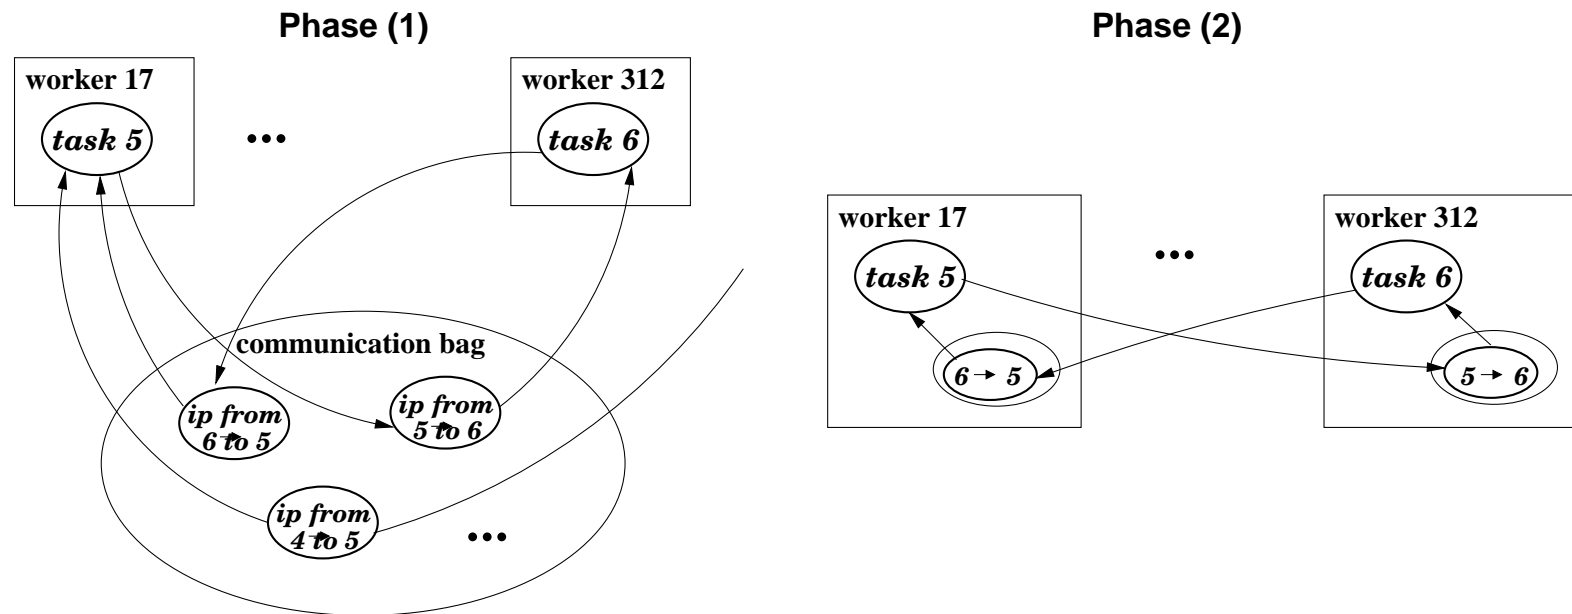 Phase (1)
worker 17
task 5
...
worker 312
task 6
communication bag
ip from
6 to 5
ip from
5 to 6
ip from
4 to 5
...
Phase (2)
worker 17
task 5
6 → 5
...
worker 312
task 6
5 → 6